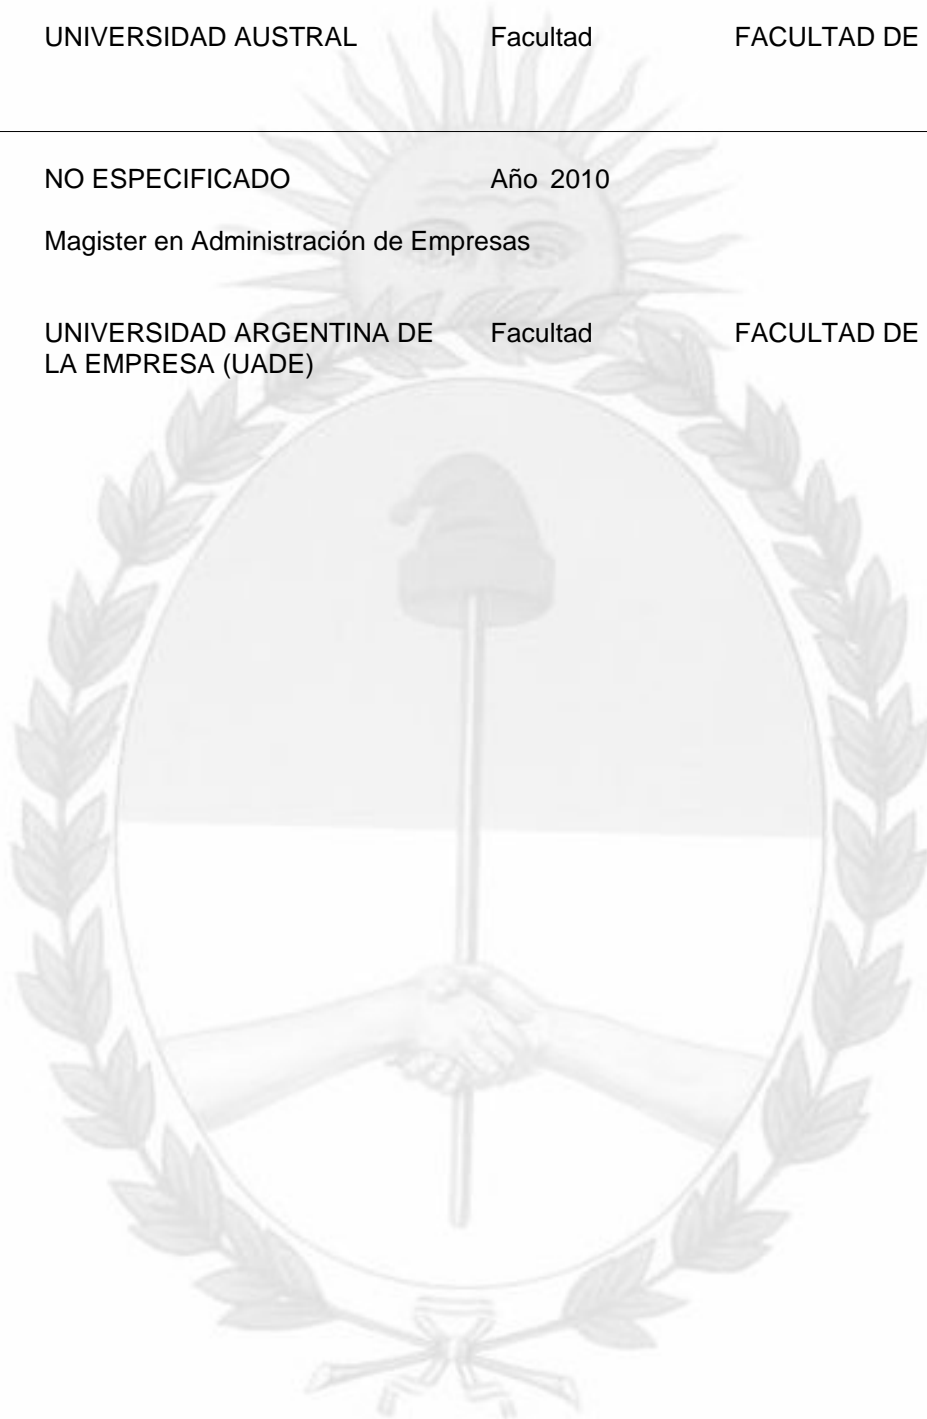 UNIVERSIDAD AUSTRAL Facultad FACULTAD DE
NO ESPECIFICADO Año 2010
Magister en Administración de Empresas
UNIVERSIDAD ARGENTINA DE Facultad FACULTAD DE
LA EMPRESA (UADE)